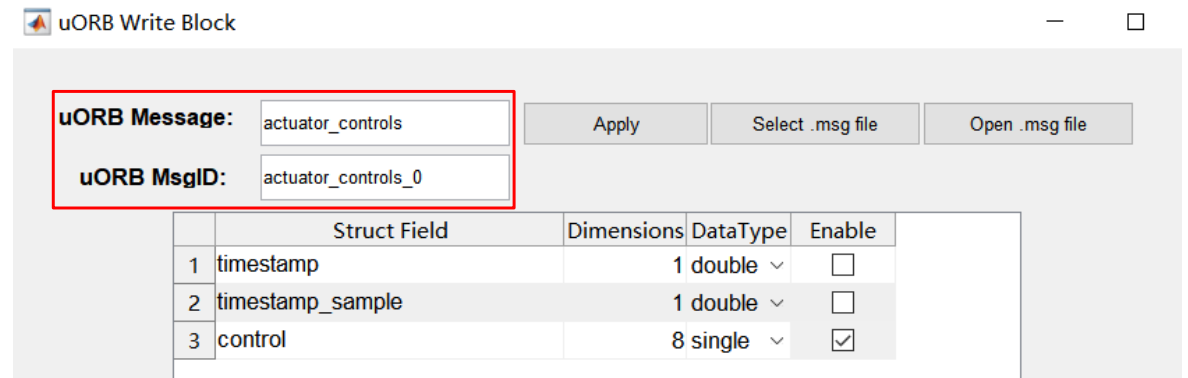 uORB Write Block
uORB Message: actuator_controls Apply Select .msg file Open .msg file
uORB MsgID: actuator_controls_0
Struct Field Dimensions DataType Enable
1 timestamp 1 double
2 timestamp_sample 1 double
3 control 8 single